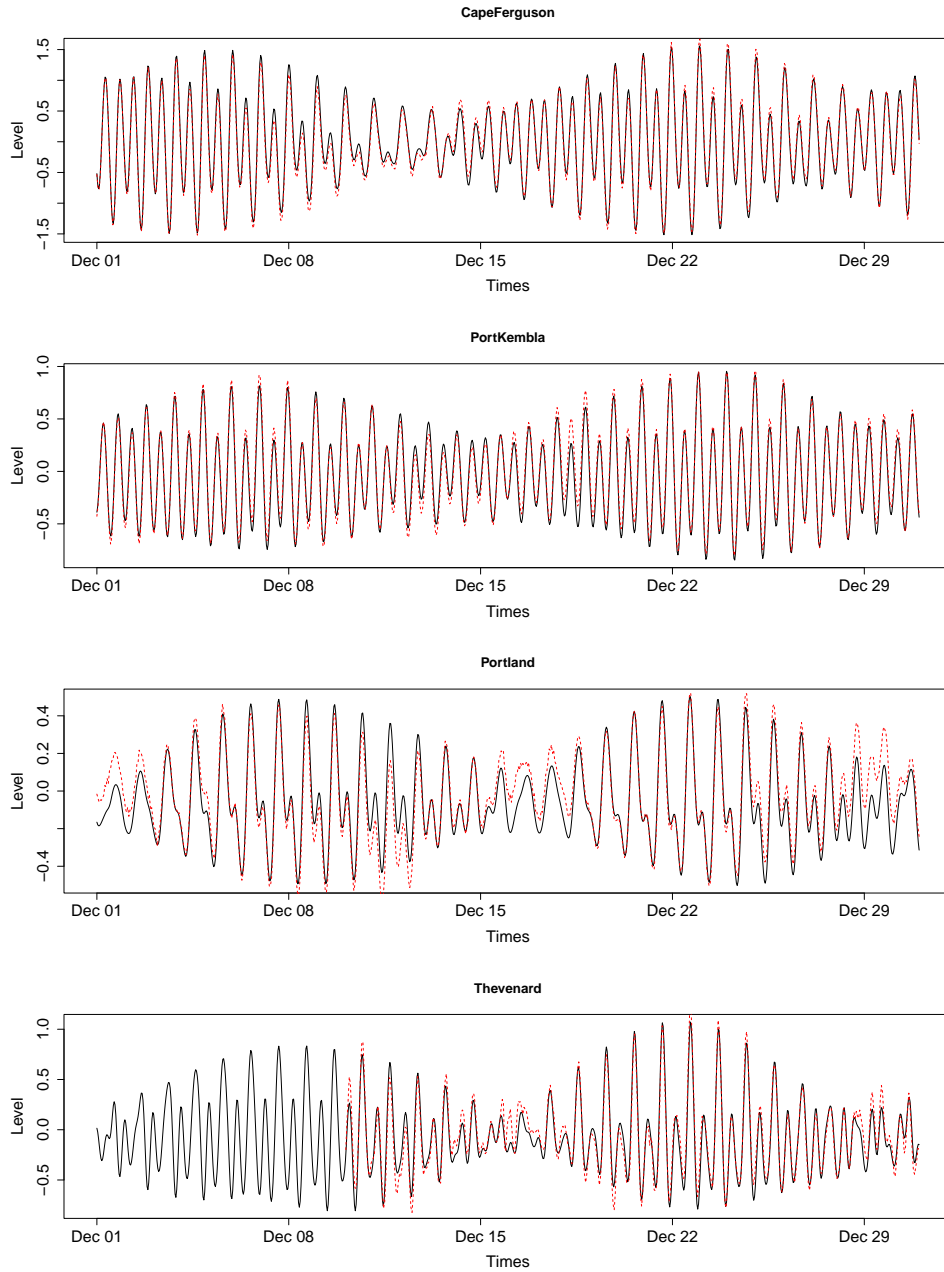 CapeFerguson
Level
1.5
0.5
−0.5
−1.5
Dec 01
Dec 08
Dec 15
Dec 22
Dec 29
Times
PortKembla
Level
1.0
0.5
0.0
−0.5
Dec 01
Dec 08
Dec 15
Dec 22
Dec 29
Times
Portland
Level
0.4
0.2
0.0
−0.4
Dec 01
Dec 08
Dec 15
Dec 22
Dec 29
Times
Thevenard
Level
1.0
0.5
0.0
−0.5
Dec 01
Dec 08
Dec 15
Dec 22
Dec 29
Times